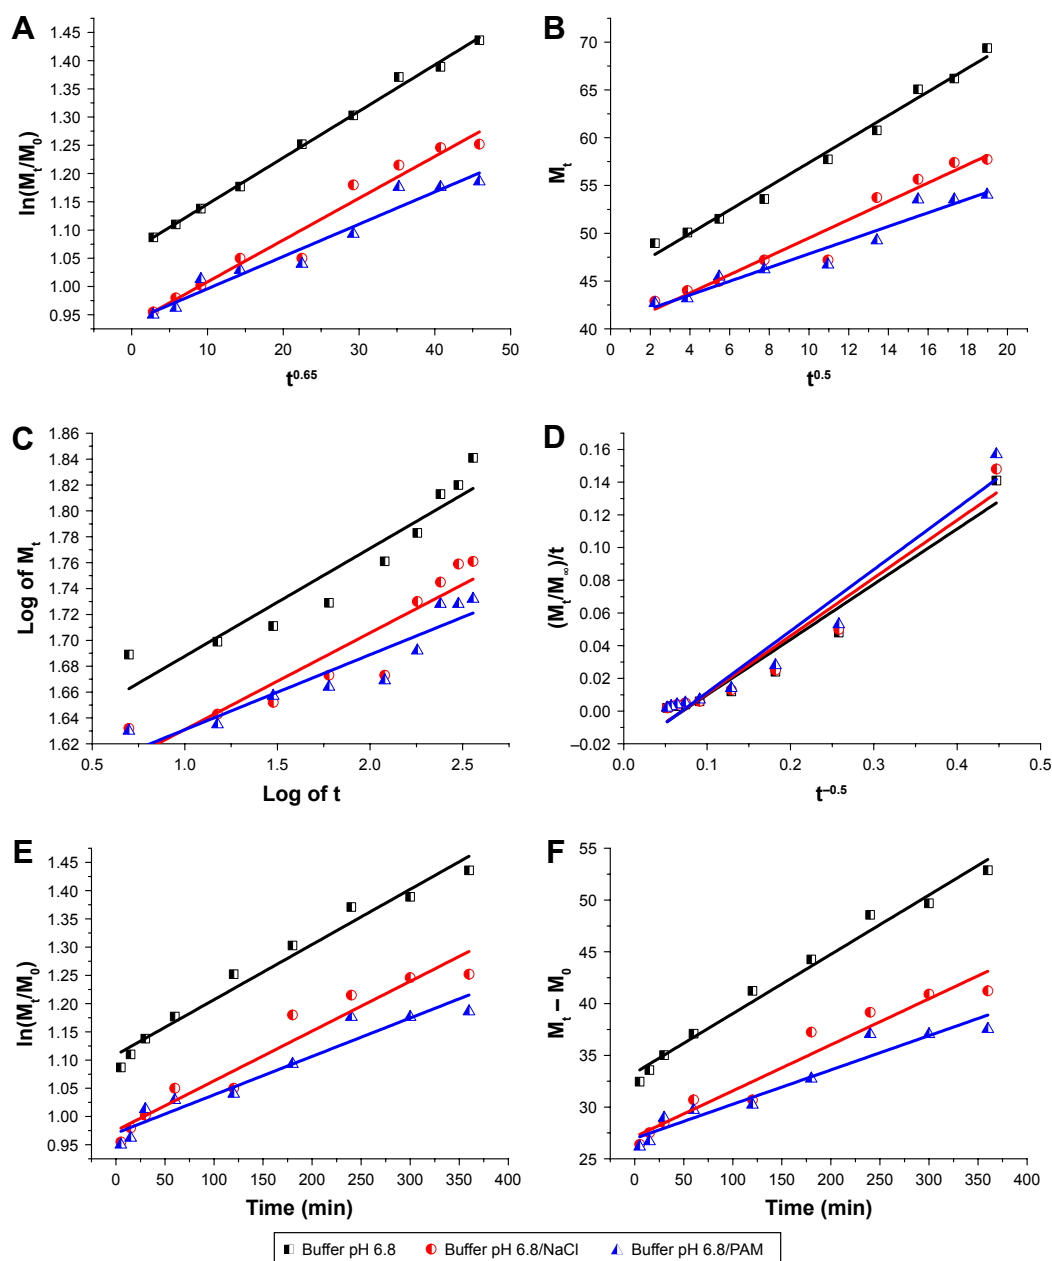 A
1.45
1.40
1.35
1.30
1.25
1.20
1.15
1.10
1.05
1.00
0.95
ln(Mt/M0)
0 10 20 30 40 50
t^0.65
B
70
65
60
55
50
45
40
Mt
0 2 4 6 8 10 12 14 16 18 20
t^0.5
C
1.86
1.84
1.82
1.80
1.78
1.76
1.74
1.72
1.70
1.68
1.66
1.64
1.62
Log of Mt
0.5 1.0 1.5 2.0 2.5
Log of t
D
0.16
0.14
0.12
0.10
0.08
0.06
0.04
0.02
0.00
–0.02
(Mt/M∞)/t
0.0 0.1 0.2 0.3 0.4 0.5
t^–0.5
E
1.45
1.40
1.35
1.30
1.25
1.20
1.15
1.10
1.05
1.00
0.95
ln(Mt/M0)
0 50 100 150 200 250 300 350 400
Time (min)
F
55
50
45
40
35
30
25
Mt – M0
0 50 100 150 200 250 300 350 400
Time (min)
Buffer pH 6.8 Buffer pH 6.8/NaCl Buffer pH 6.8/PAM